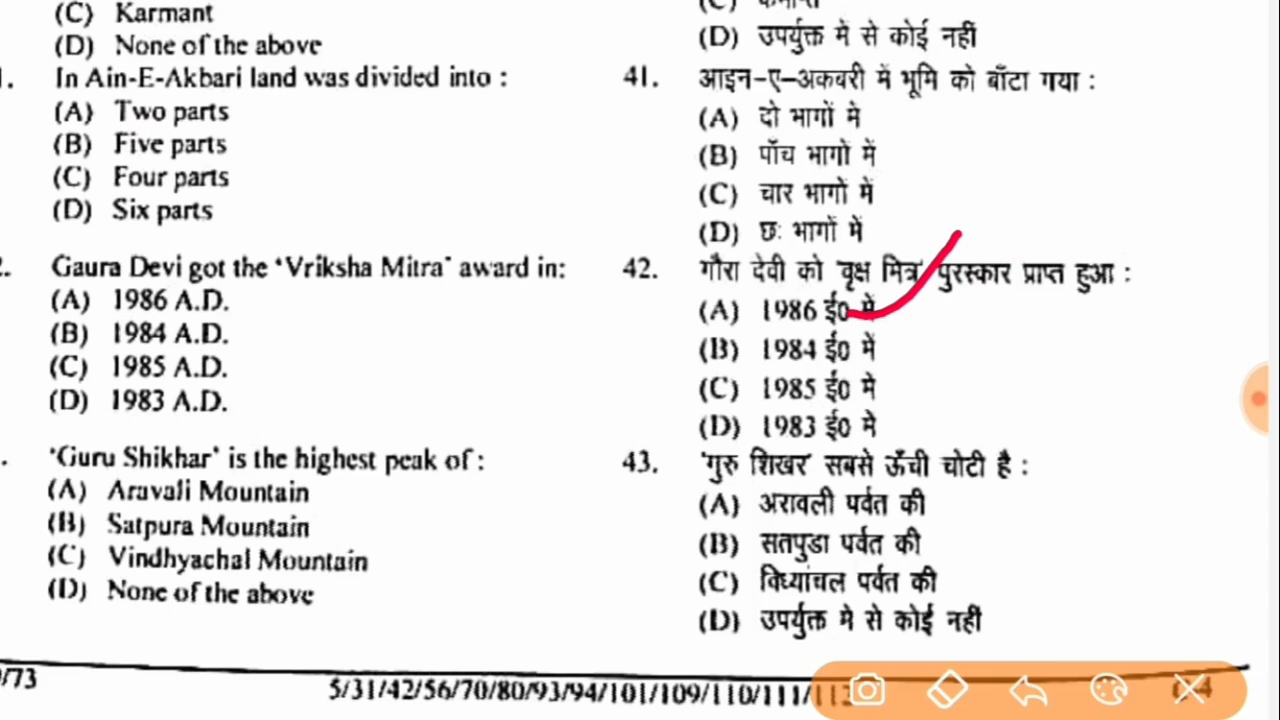 (C) Karmant
(D) None of the above
In Ain-E-Akbari land was divided into :
(A) Two parts
(B) Five parts
(C) Four parts
(D) Six parts
Gaura Devi got the 'Vriksha Mitra' award in:
(A) 1986 A.D.
(B) 1984 A.D.
(C) 1985 A.D.
(D) 1983 A.D.
'Guru Shikhar' is the highest peak of :
(A) Aravali Mountain
(B) Satpura Mountain
(C) Vindhyachal Mountain
(D) None of the above
(D) उपर्युक्त में से कोई नहीं
41. आइन-ए-अकबरी में भूमि को बाँटा गया :
(A) दो भागों मे
(B) पाँच भागों में
(C) चार भागों में
(D) छः भागों में
42. गौरा देवी को 'वृक्ष मित्र' पुरस्कार प्राप्त हुआ :
(A) 1986 ई0 में
(B) 1984 ई0 में
(C) 1985 ई0 में
(D) 1983 ई0 मे
43. 'गुरु शिखर' सबसे ऊँची चोटी है :
(A) अरावली पर्वत की
(B) सतपुडा पर्वत की
(C) विध्यांचल पर्वत की
(D) उपर्युक्त मे से कोई नहीं
/73
5/31/42/56/70/80/93/94/101/109/110/111/112